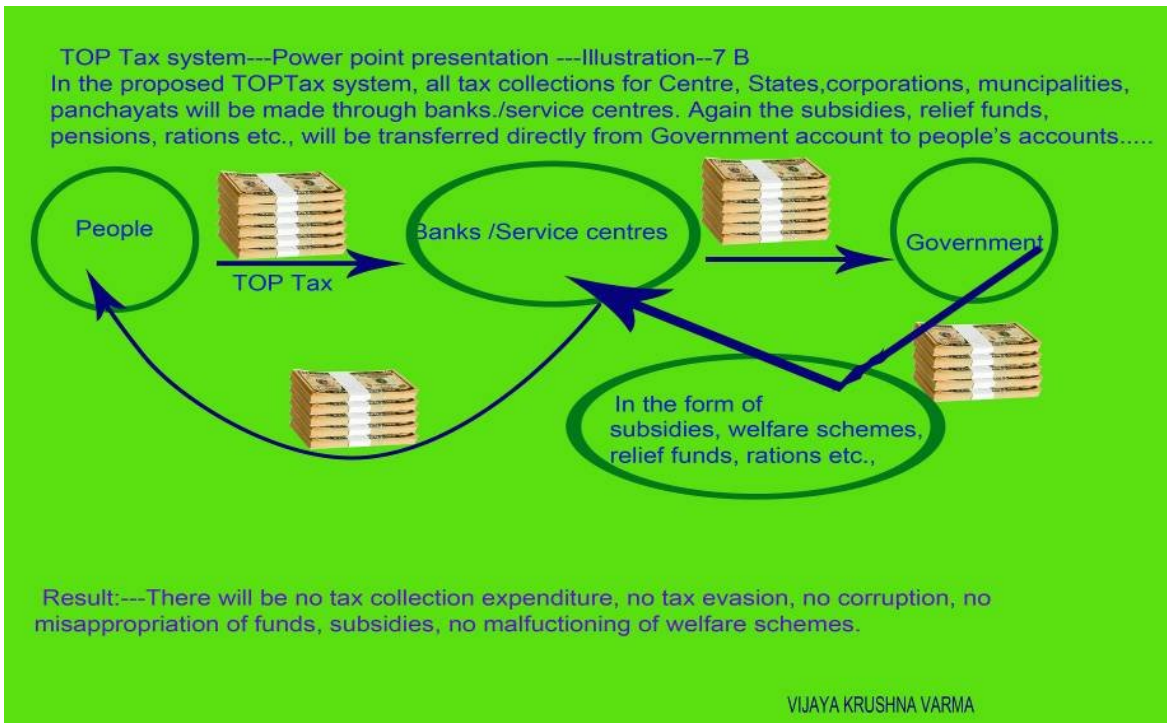 TOP Tax system---Power point presentation ---Illustration--7 B
In the proposed TOPTax system, all tax collections for Centre, States,corporations, muncipalities,
panchayats will be made through banks./service centres. Again the subsidies, relief funds,
pensions, rations etc., will be transferred directly from Government account to people's accounts.....
People
TOP Tax
Banks /Service centres
Government
In the form of
subsidies, welfare schemes,
relief funds, rations etc.,
Result:---There will be no tax collection expenditure, no tax evasion, no corruption, no
misappropriation of funds, subsidies, no malfuctioning of welfare schemes.
VIJAYA KRUSHNA VARMA